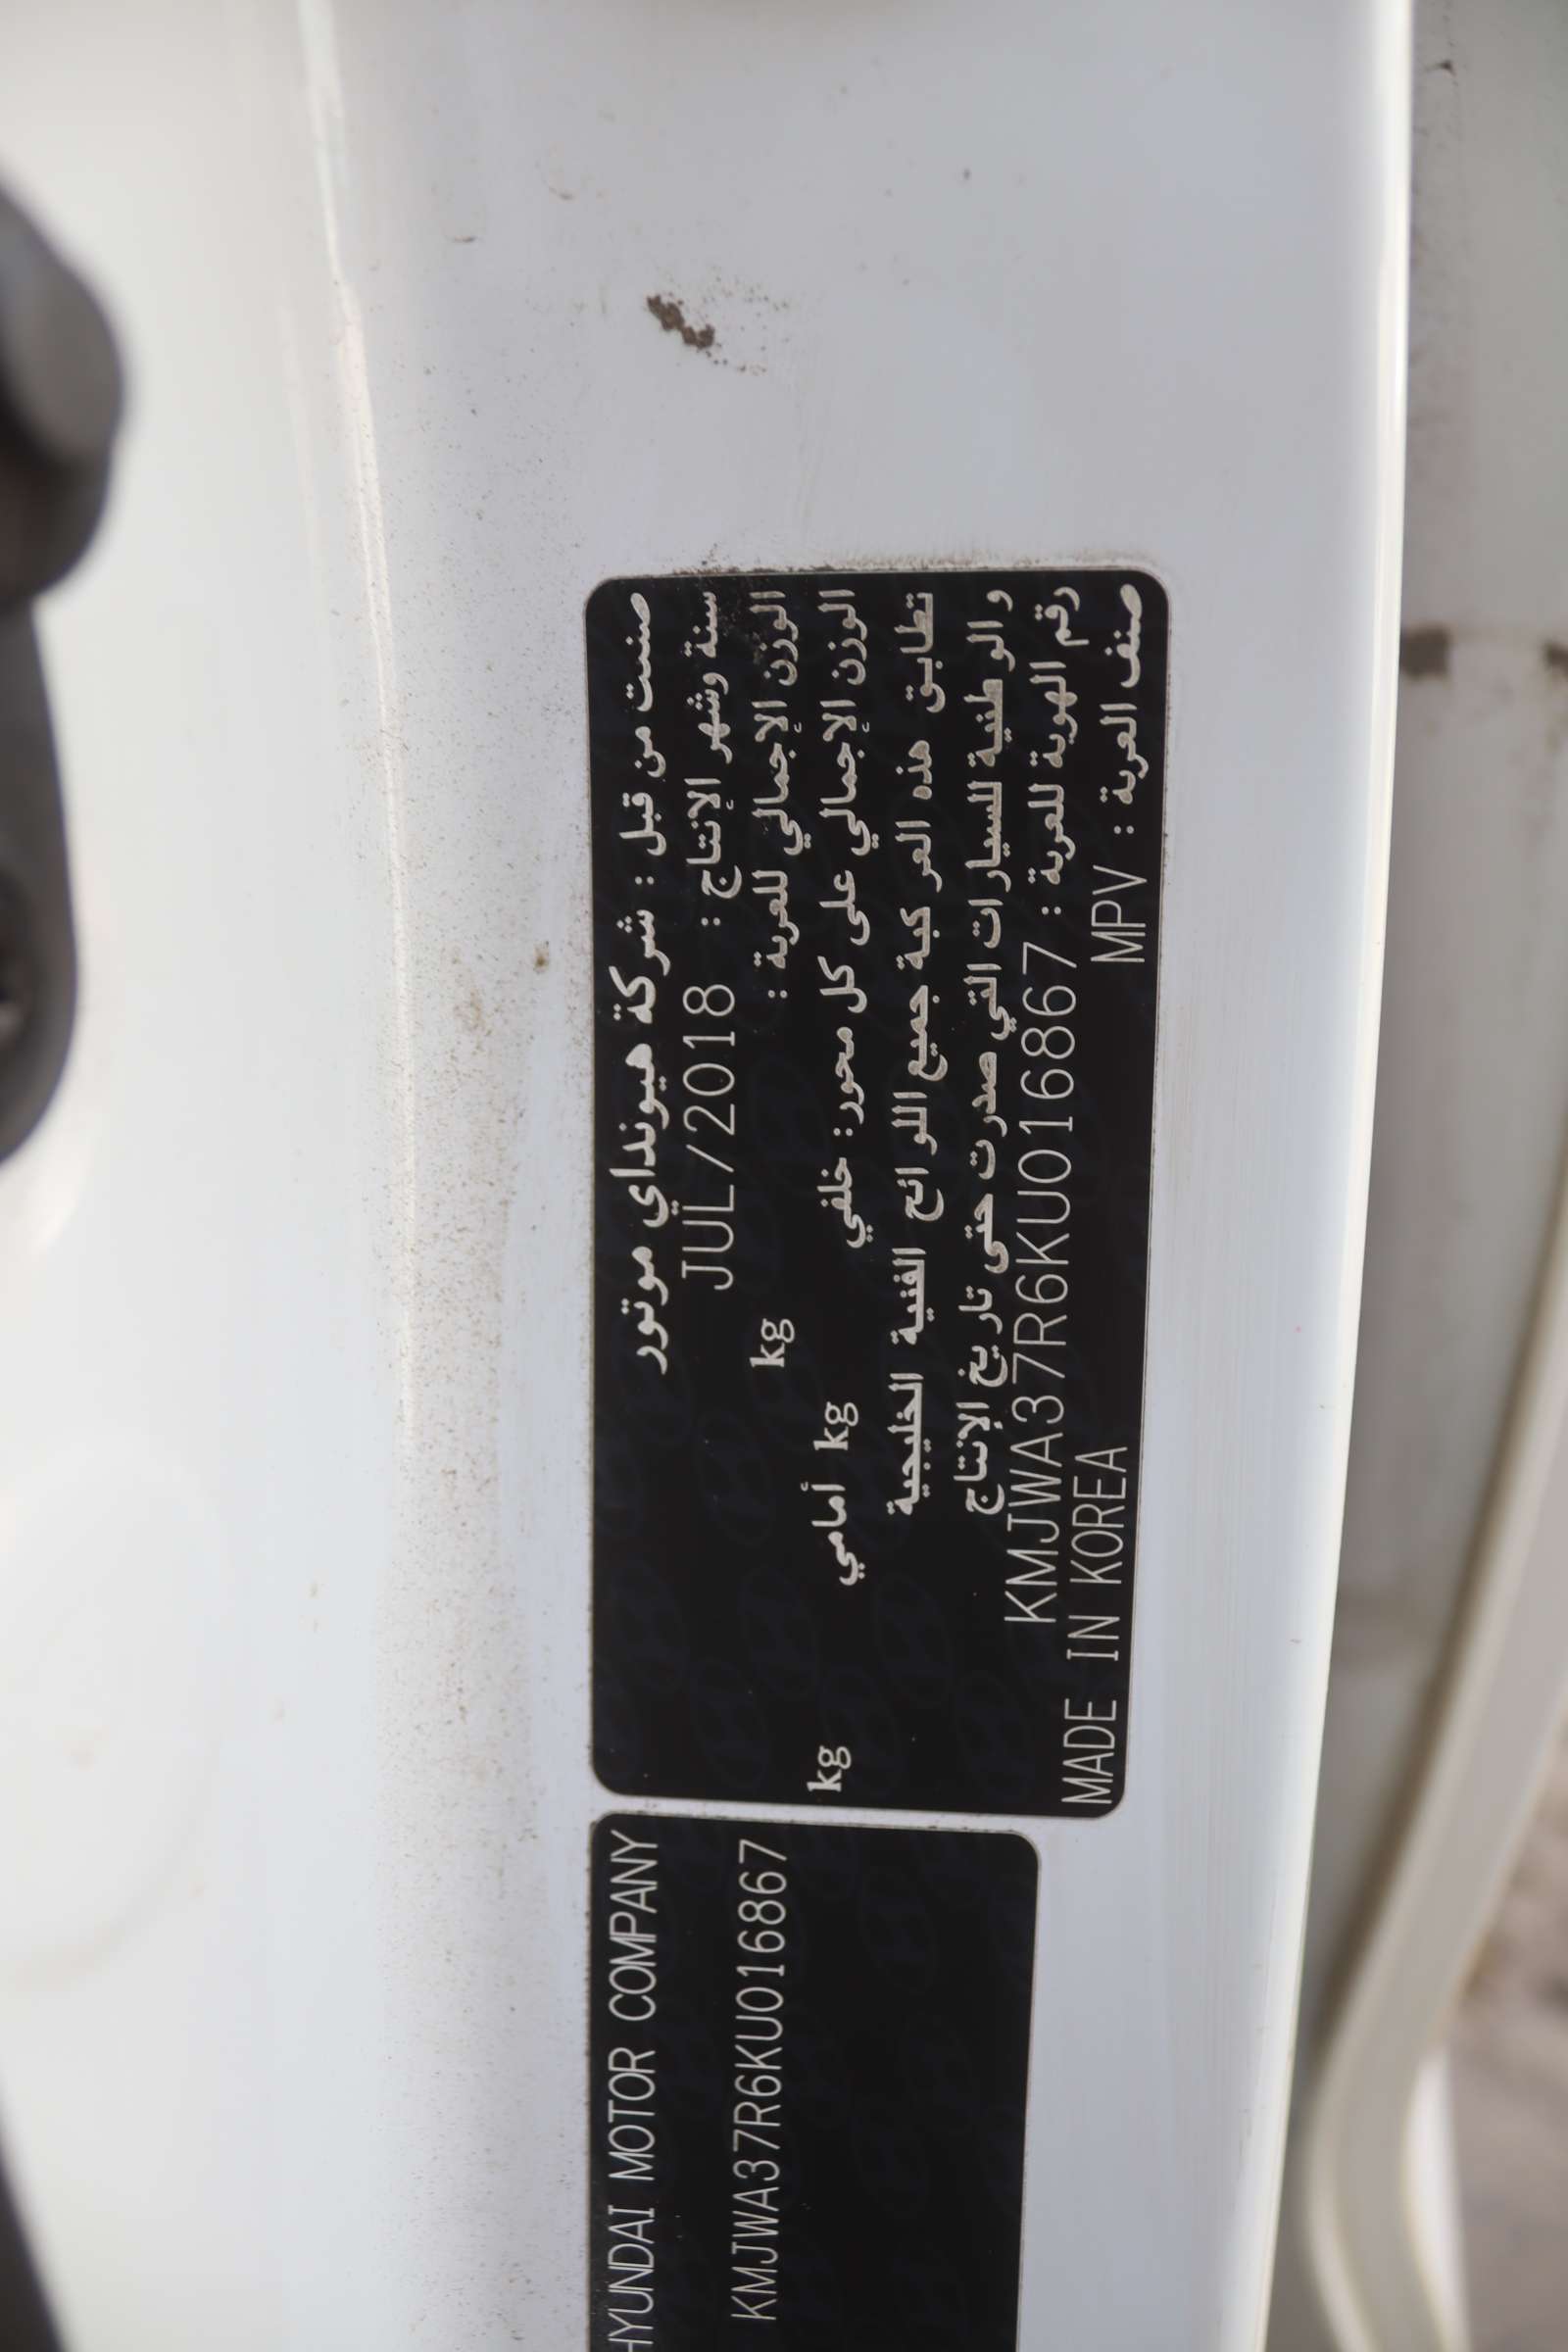 صنعت من قبل : شركة هيونداي موتور
سنة وشهر الإنتاج : JUL/2018
الوزن الإجمالي للعربة : kg
الوزن الإجمالي على كل محور: خلفي kg أمامي kg
تطابق هذه العركبة جميع اللوائح الفنية الخليجية
و الوطنية للسيارات التي صدرت حتى تاريخ الإنتاج
رقم الهوية للعربة : KMJWA37R6KU016867
صنف العربة : MPV MADE IN KOREA
HYUNDAI MOTOR COMPANY
KMJWA37R6KU016867